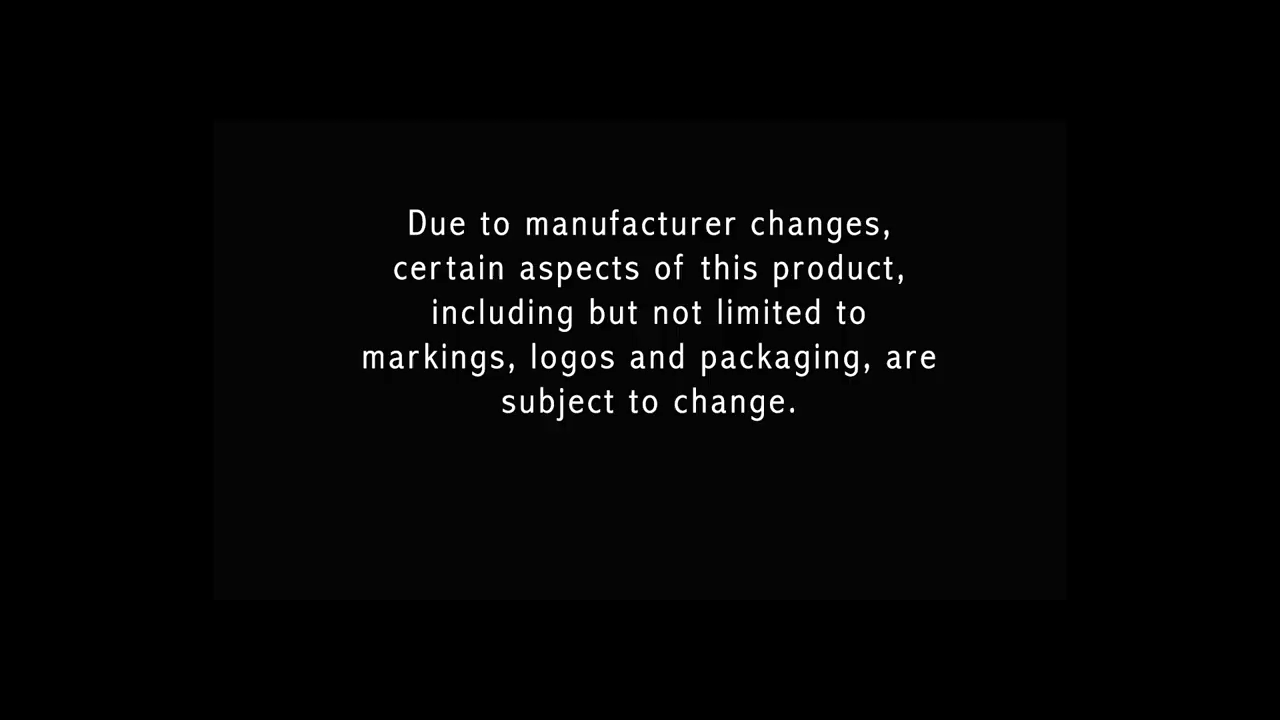 Due to manufacturer changes,
certain aspects of this product,
including but not limited to
markings, logos and packaging, are
subject to change.